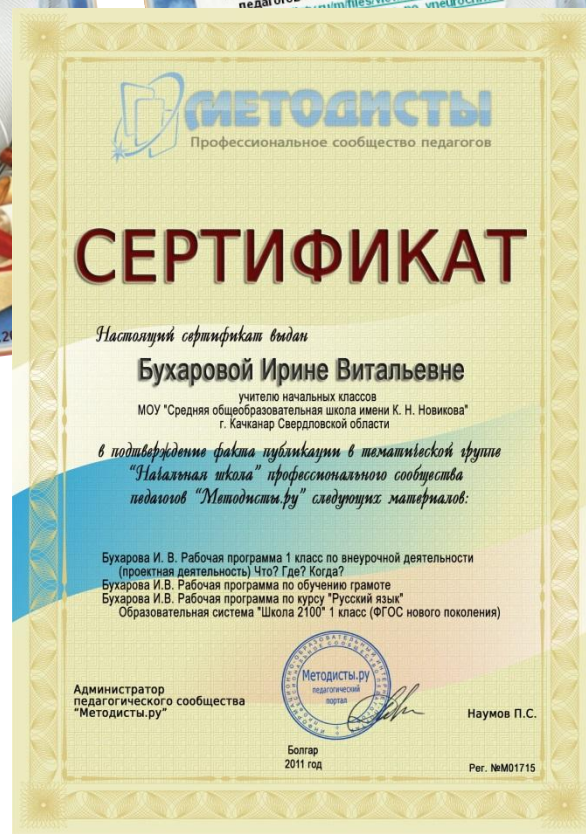 педагогов
МЕТОДИСТЫ
Профессиональное сообщество педагогов
СЕРТИФИКАТ
Настоящий сертификат выдан
Бухаровой Ирине Витальевне
учителю начальных классов
МОУ "Средняя общеобразовательная школа имени К. Н. Новикова"
г. Качканар Свердловской области
в подтверждение факта публикации в тематической группе
"Начальная школа" профессионального сообщества
педагогов "Методисты.ру" следующих материалов:
Бухарова И. В. Рабочая программа 1 класс по внеурочной деятельности
(проектная деятельность) Что? Где? Когда?
Бухарова И.В. Рабочая программа по обучению грамоте
Бухарова И.В. Рабочая программа по курсу "Русский язык"
Образовательная система "Школа 2100" 1 класс (ФГОС нового поколения)
Методисты.ру
педагогический
портал
Администратор
педагогического сообщества
"Методисты.ру"
Наумов П.С.
Болгар
2011 год
Рег. №М01715